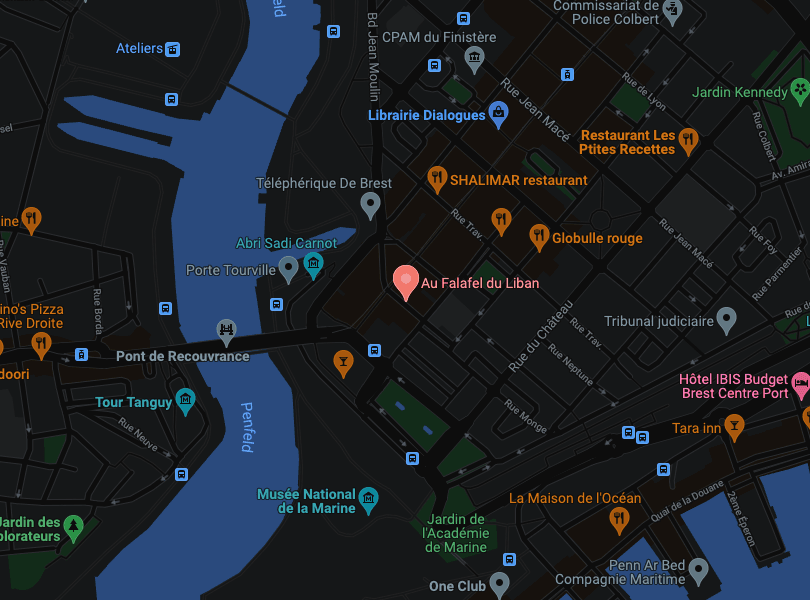 Commissariat de
Police Colbert
eld
Bd Jean Moulin
CPAM du Finistère
Ateliers
Rue de Lyon
Jardin Kennedy
Rue Jean Macé
Librairie Dialogues
Rue Colbert
Restaurant Les
Ptites Recettes
sel
Av. Amira
SHALIMAR restaurant
Téléphérique De Brest
ine
Rue Trav.
Globulle rouge
Rue Jean Macé
Rue Foy
Abri Sadi Carnot
Rue Vauban
Porte Tourville
Rue Parmentier
Au Falafel du Liban
Rue Borda
ino's Pizza
Rive Droite
Rue de
Tribunal judiciaire
L
Rue du Château
Rue Trav.
Pont de Recouvrance
Rue Neptune
doori
Hôtel IBIS Budget
Brest Centre Port
Tour Tanguy
Penfeld
Rue Monge
Tara inn
Rue Neuve
Musée National
de la Marine
La Maison de l'Océan
Quai de la Douane
2ème Éperon
Jardin des
plorateurs
Jardin de
l'Académie
de Marine
Penn Ar Bed
Compagnie Maritime
One Club